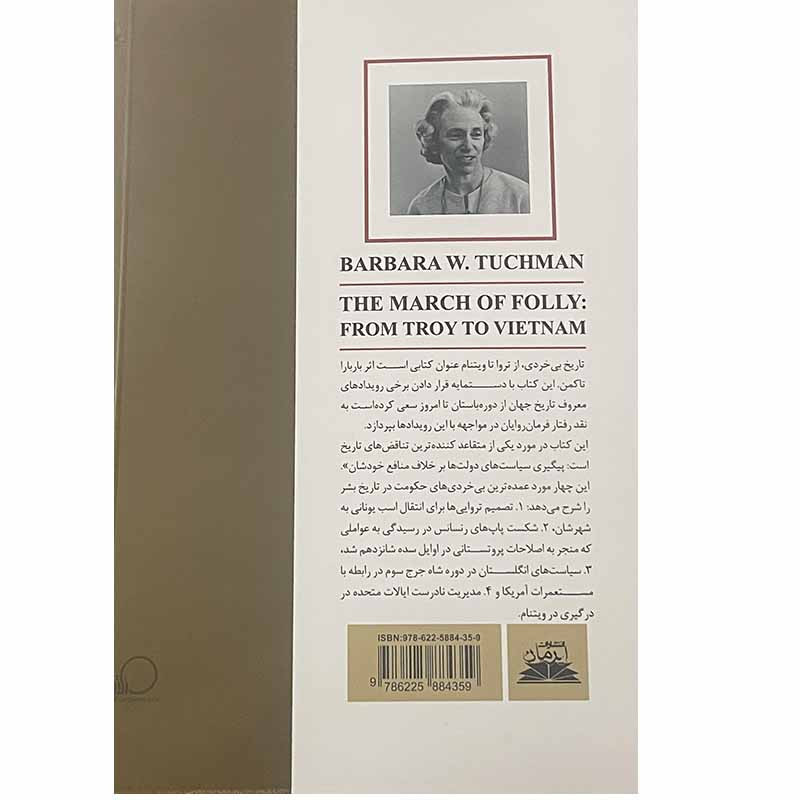 BARBARA W. TUCHMAN
THE MARCH OF FOLLY:
FROM TROY TO VIETNAM
تاریخ بی‌خردی، از تروا تا ویتنام عنوان کتابی است اثر باربارا
تاکمن. این کتاب با دستمایه قرار دادن برخی رویدادهای
معروف تاریخ جهان از دوره‌باستان تا امروز سعی کرده‌است به
نقد رفتار فرمان‌روایان در مواجهه با این رویدادها بپردازد.
این کتاب در مورد یکی از متقاعد کننده‌ترین تناقض‌های تاریخ
است: پیگیری سیاست‌های دولت‌ها بر خلاف منافع خودشان».
این چهار مورد عمده‌ترین بی‌خردی‌های حکومت در تاریخ بشر
را شرح می‌دهد: ۱. تصمیم تروایی‌ها برای انتقال اسب یونانی به
شهرشان، ۲. شکست پاپ‌های رنسانس در رسیدگی به عواملی
که منجر به اصلاحات پروتستانی در اوایل سده شانزدهم شد،
۳. سیاست‌های انگلستان در دوره شاه جرج سوم در رابطه با
مستعمرات آمریکا و ۴. مدیریت نادرست ایالات متحده در
درگیری در ویتنام.
ISBN:978-622-5884-35-9
9 786225 884359